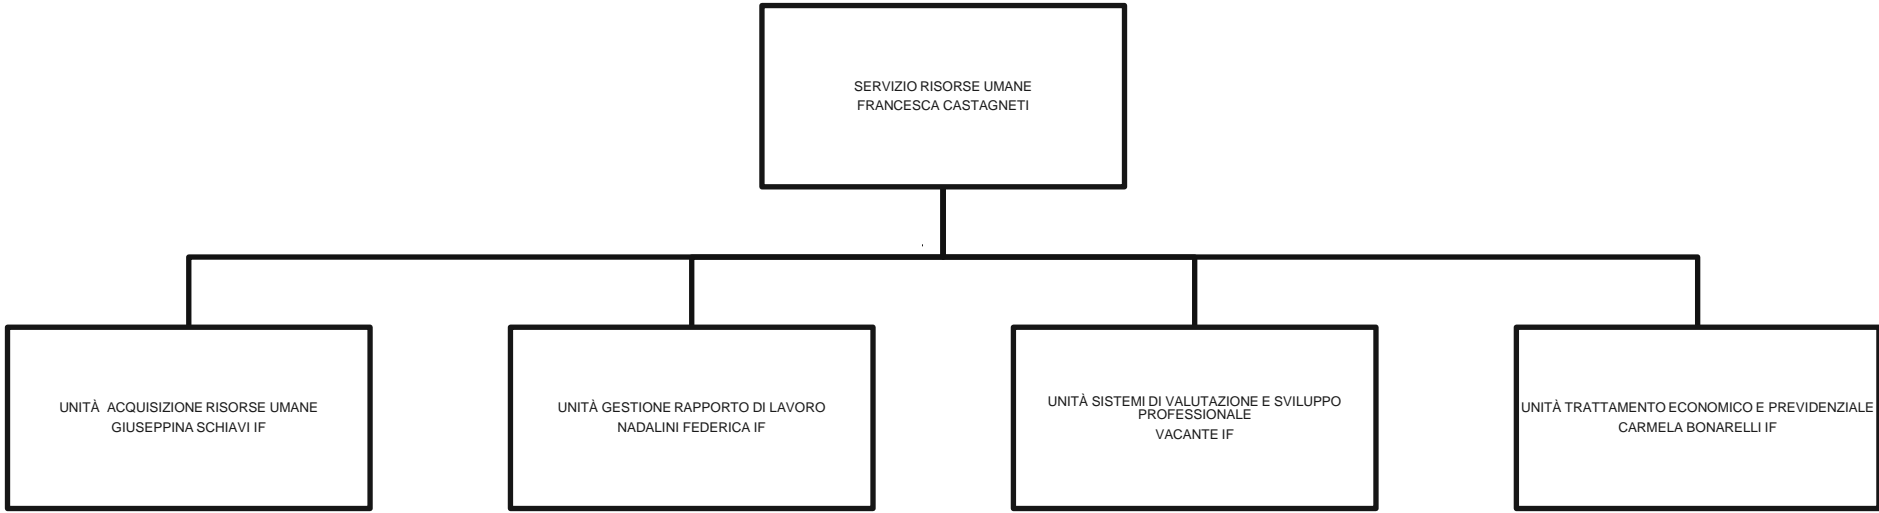 SERVIZIO RISORSE UMANE
FRANCESCA CASTAGNETI
UNITÀ  ACQUISIZIONE RISORSE UMANE
GIUSEPPINA SCHIAVI IF
UNITÀ GESTIONE RAPPORTO DI LAVORO
NADALINI FEDERICA IF
UNITÀ SISTEMI DI VALUTAZIONE E SVILUPPO
PROFESSIONALE
VACANTE IF
UNITÀ TRATTAMENTO ECONOMICO E PREVIDENZIALE
CARMELA BONARELLI IF